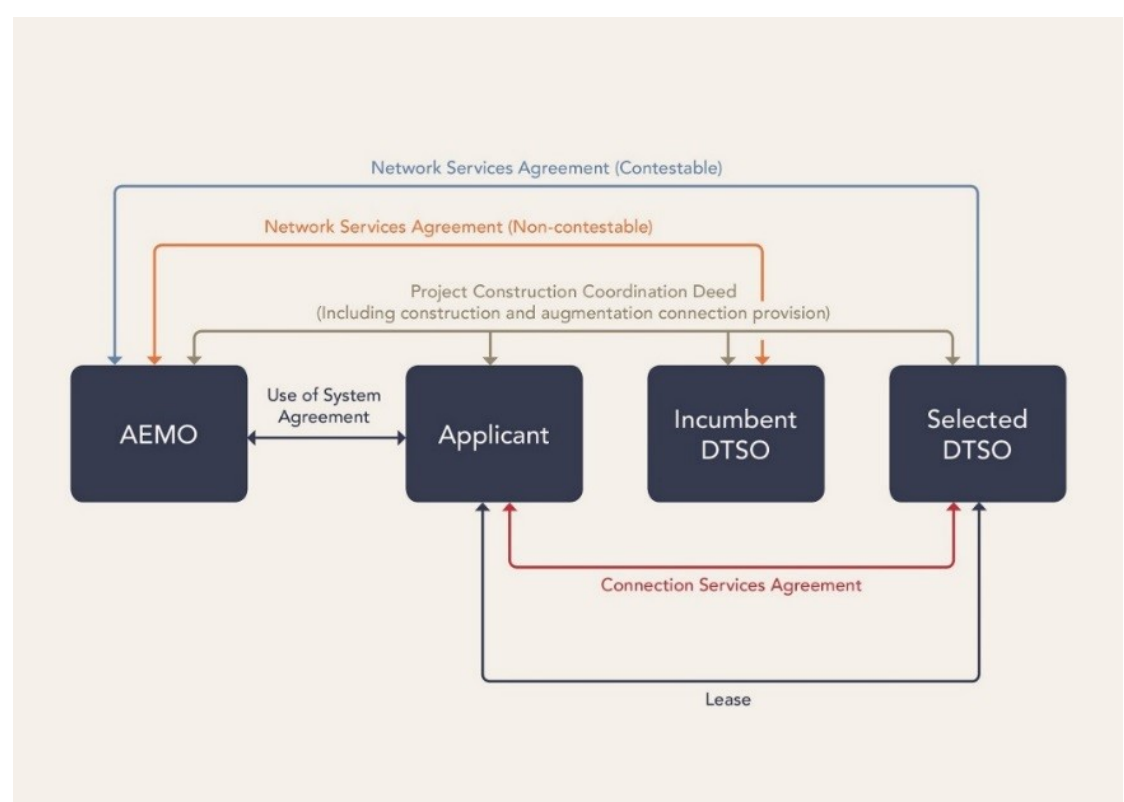 Network Services Agreement (Contestable)
Network Services Agreement (Non-contestable)
Project Construction Coordination Deed
(Including construction and augmentation connection provision)
Use of System
Agreement
AEMO
Applicant
Incumbent
DTSO
Selected
DTSO
Connection Services Agreement
Lease